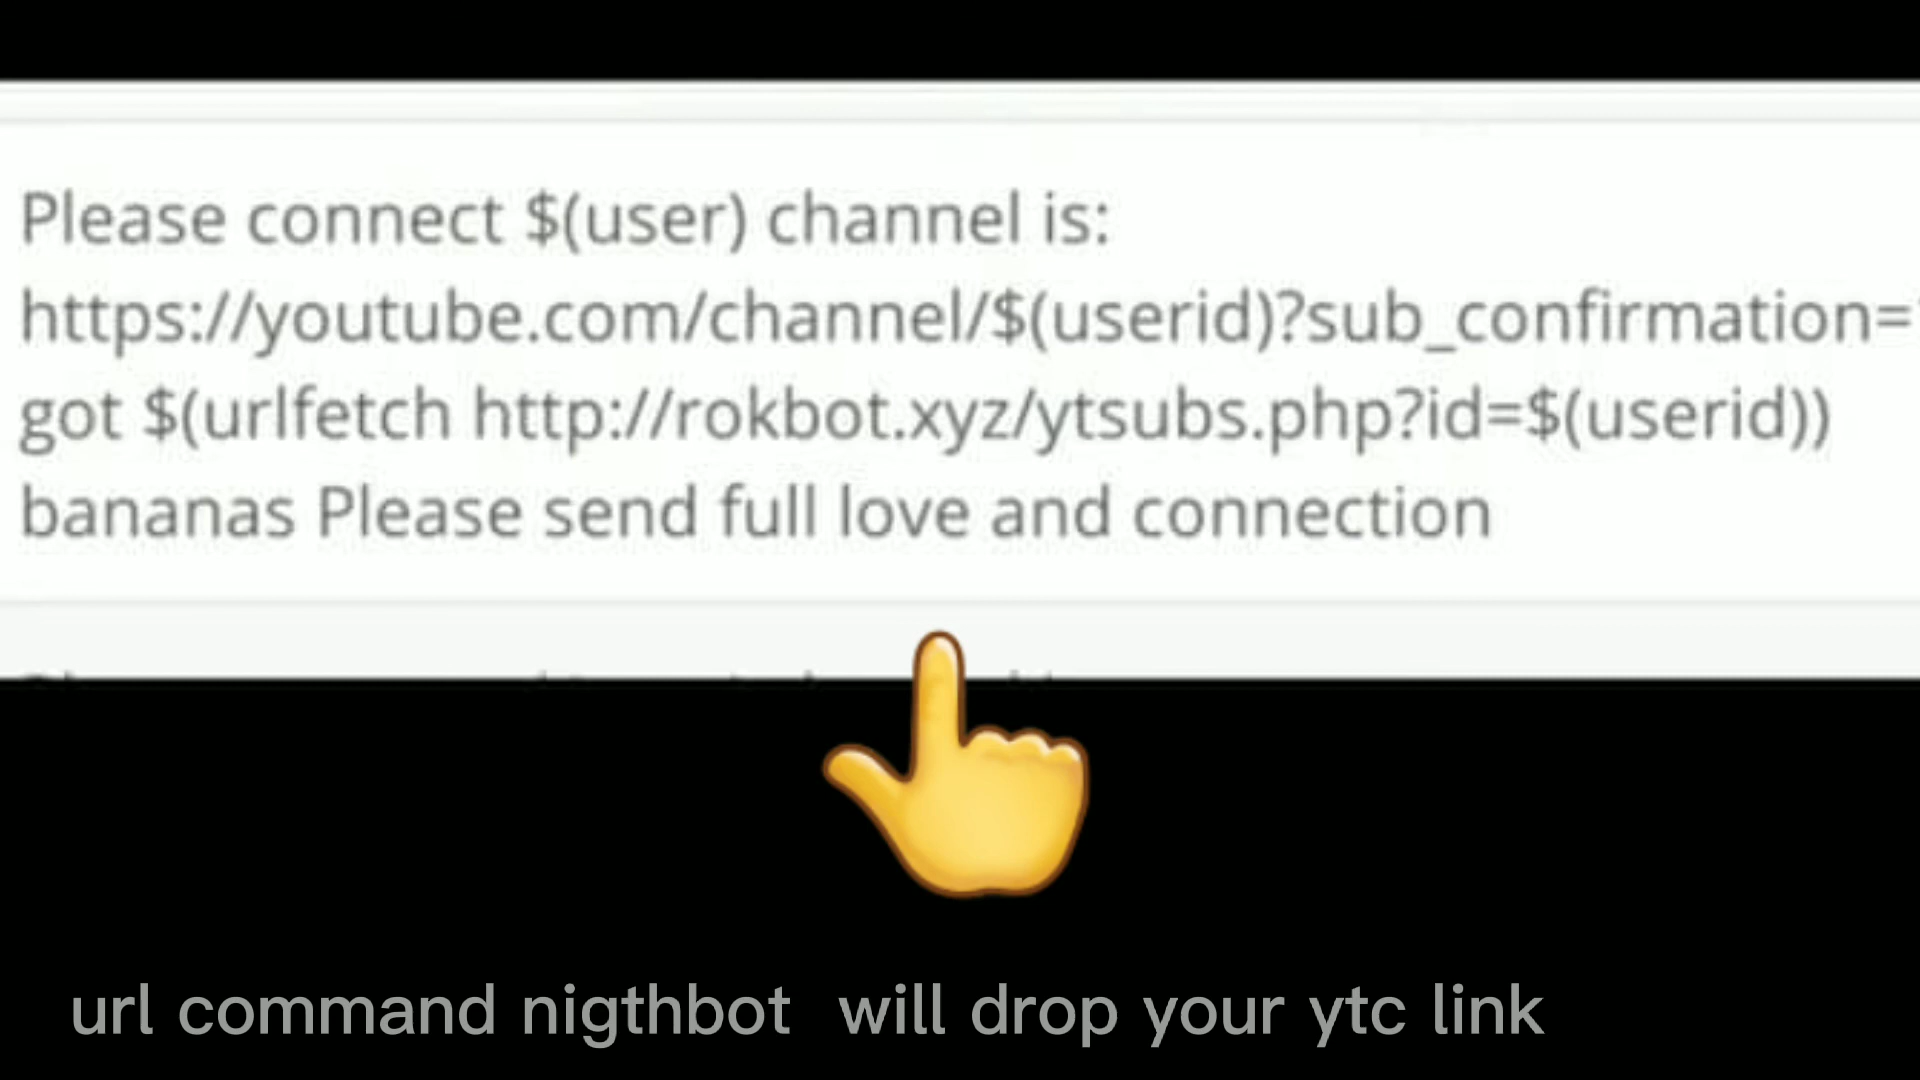 Please connect $(user) channel is:
https://youtube.com/channel/$(userid)?sub_confirmation=
got $(urlfetch http://rokbot.xyz/ytsubs.php?id=$(userid))
bananas Please send full love and connection
url command nigthbot will drop your ytc link